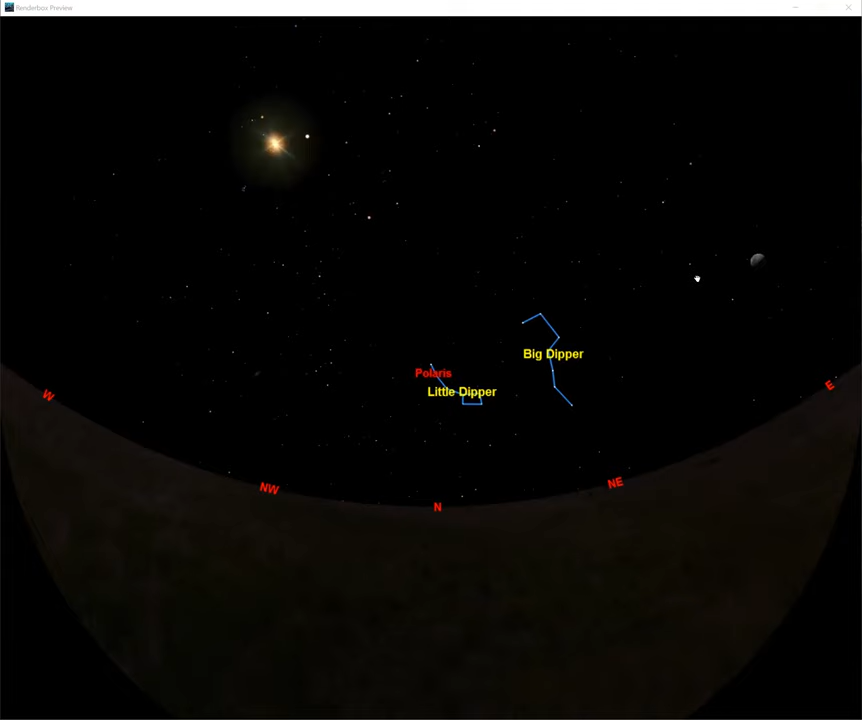 Renderbox Preview
Big Dipper
Polaris
Little Dipper
W
E
NW
NE
N